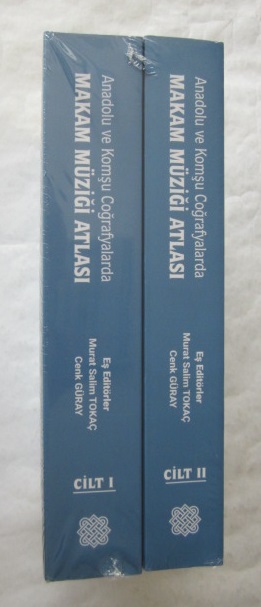 Anadolu ve Komşu Coğrafyalarda
MAKAM MÜZİĞİ ATLASI
Eş Editörler
Murat Salim TOKAÇ
Cenk GÜRAY
CİLT I
Anadolu ve Komşu Coğrafyalarda
MAKAM MÜZİĞİ ATLASI
Eş Editörler
Murat Salim TOKAÇ
Cenk GÜRAY
CİLT II